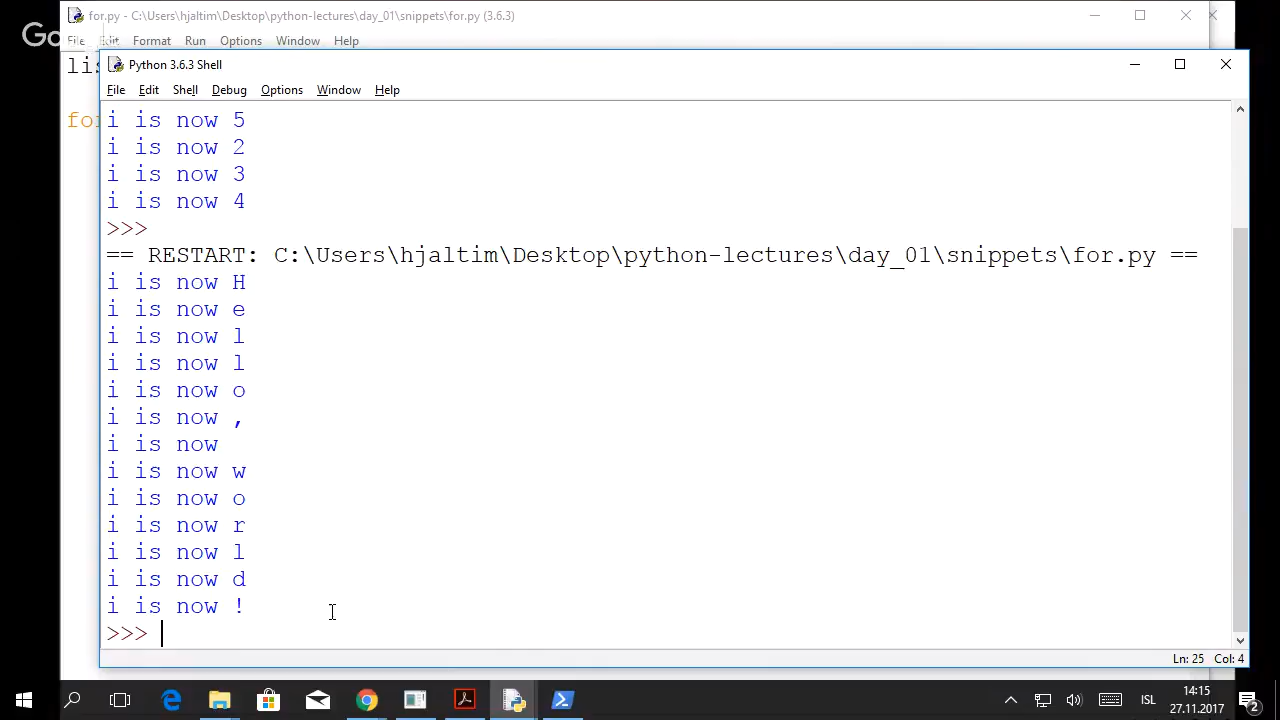 for.py - C:\Users\hjaltim\Desktop\python-lectures\day_01\snippets\for.py (3.6.3)
File Edit Format Run Options Window Help
lis
for
Python 3.6.3 Shell
File Edit Shell Debug Options Window Help
i is now 5
i is now 2
i is now 3
i is now 4
>>>
== RESTART: C:\Users\hjaltim\Desktop\python-lectures\day_01\snippets\for.py ==
i is now H
i is now e
i is now l
i is now l
i is now o
i is now ,
i is now
i is now w
i is now o
i is now r
i is now l
i is now d
i is now !
>>>
Ln: 25 Col: 4
ISL
14:15
27.11.2017
2